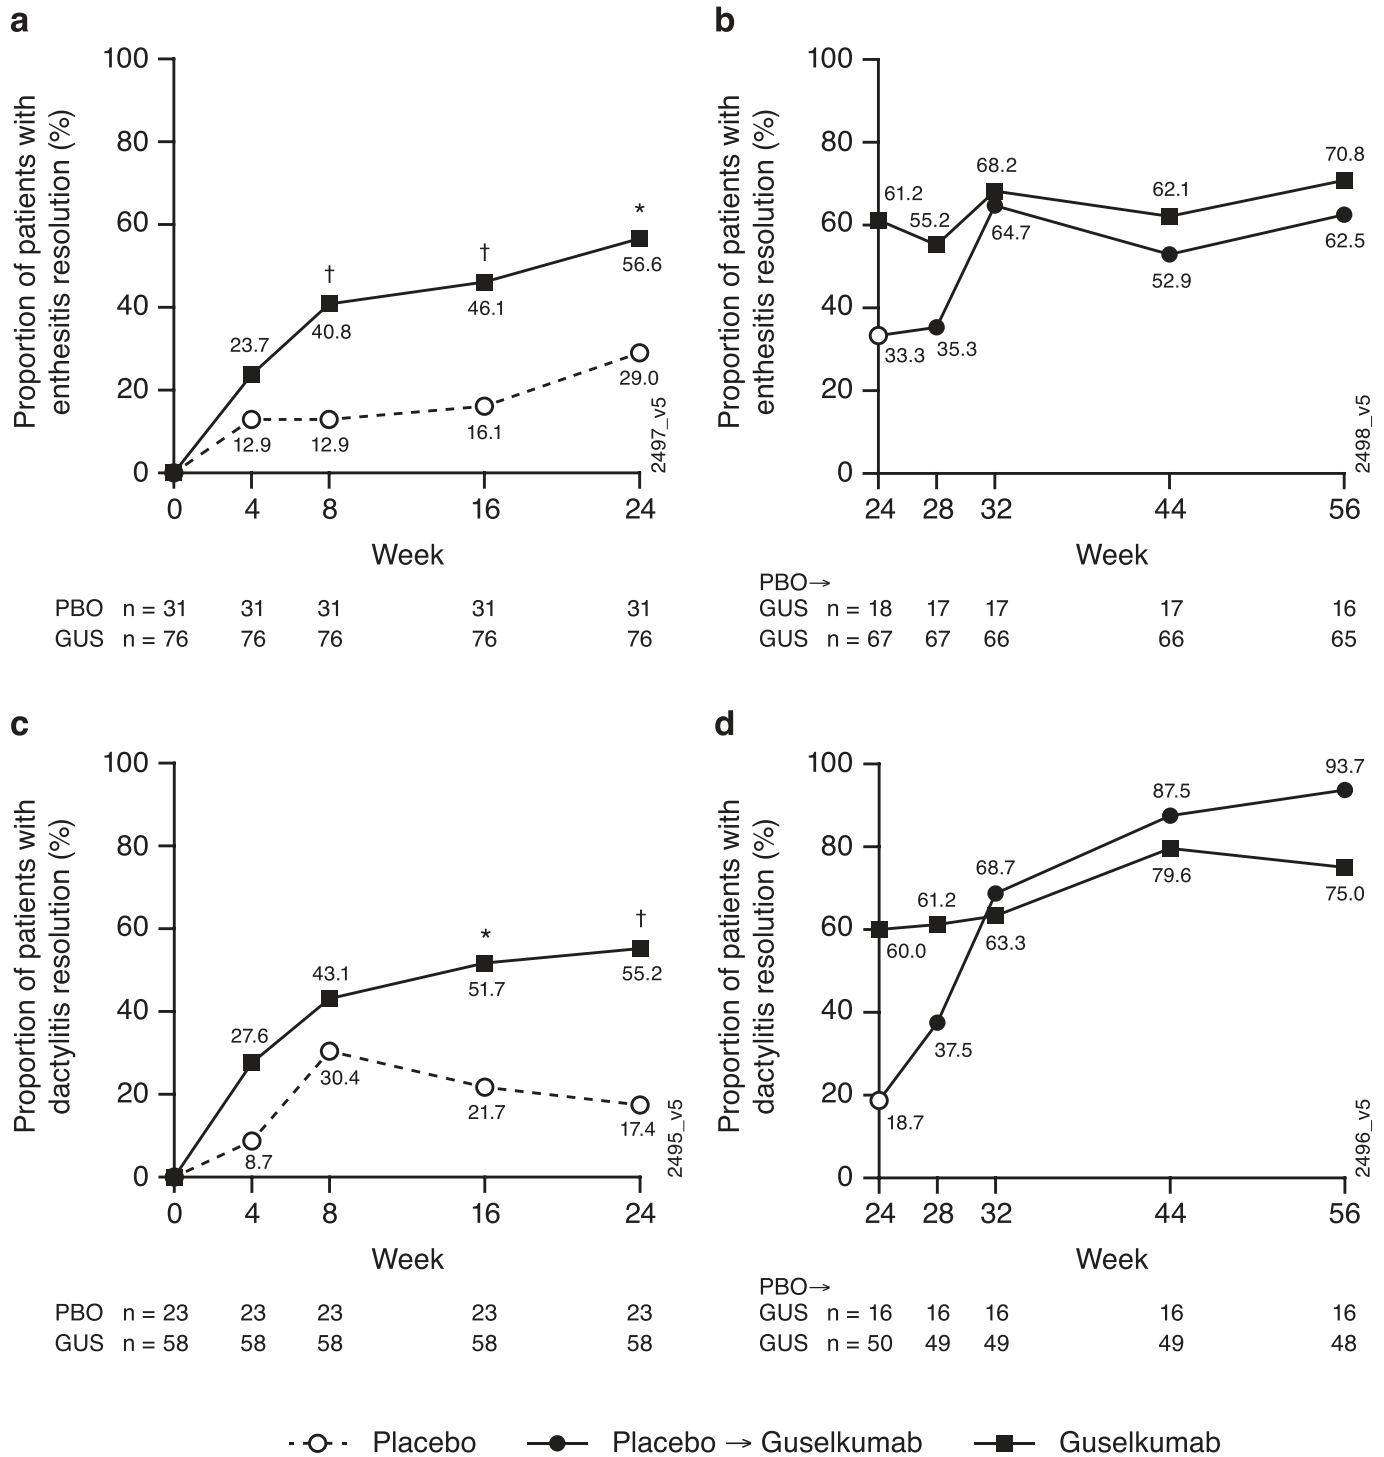 a
Proportion of patients with
enthesitis resolution (%)
100
80
60
40
20
0
23.7
†
40.8
†
46.1
*
56.6
12.9
12.9
16.1
29.0
2497_v5
0 4 8 16 24
Week
PBO n = 31 31 31 31 31
GUS n = 76 76 76 76 76
b
Proportion of patients with
enthesitis resolution (%)
100
80
60
40
20
0
61.2
55.2
68.2
62.1
70.8
33.3
35.3
64.7
52.9
62.5
2498_v5
24 28 32 44 56
Week
PBO→
GUS n = 18 17 17 17 16
GUS n = 67 67 66 66 65
c
Proportion of patients with
dactylitis resolution (%)
100
80
60
40
20
0
27.6
43.1
*
51.7
†
55.2
8.7
30.4
21.7
17.4
2495_v5
0 4 8 16 24
Week
PBO n = 23 23 23 23 23
GUS n = 58 58 58 58 58
d
Proportion of patients with
dactylitis resolution (%)
100
80
60
40
20
0
60.0
61.2
63.3
79.6
75.0
18.7
37.5
68.7
87.5
93.7
2496_v5
24 28 32 44 56
Week
PBO→
GUS n = 16 16 16 16 16
GUS n = 50 49 49 49 48
Placebo Placebo → Guselkumab Guselkumab